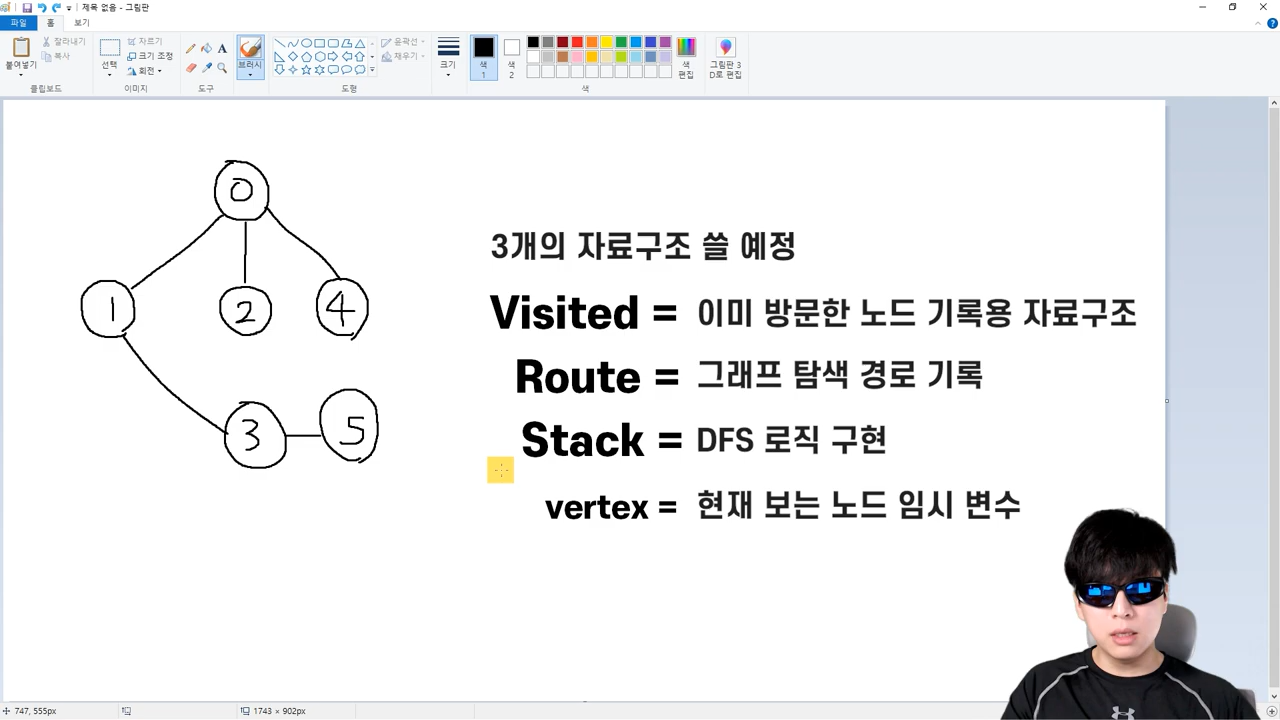 제목 없음 - 그림판
파일 홈 보기
붙여넣기
잘라내기
복사
클립보드
선택
자르기
크기 조정
회전
이미지
A
도구
브러시
윤곽선
채우기
도형
크기
색 1
색 2
색
색 편집
그림판 3D로 편집
0
1 2 4
3 5
3개의 자료구조 쓸 예정
Visited = 이미 방문한 노드 기록용 자료구조
Route = 그래프 탐색 경로 기록
Stack = DFS 로직 구현
vertex = 현재 보는 노드 임시 변수
747, 555px
1743 × 902px